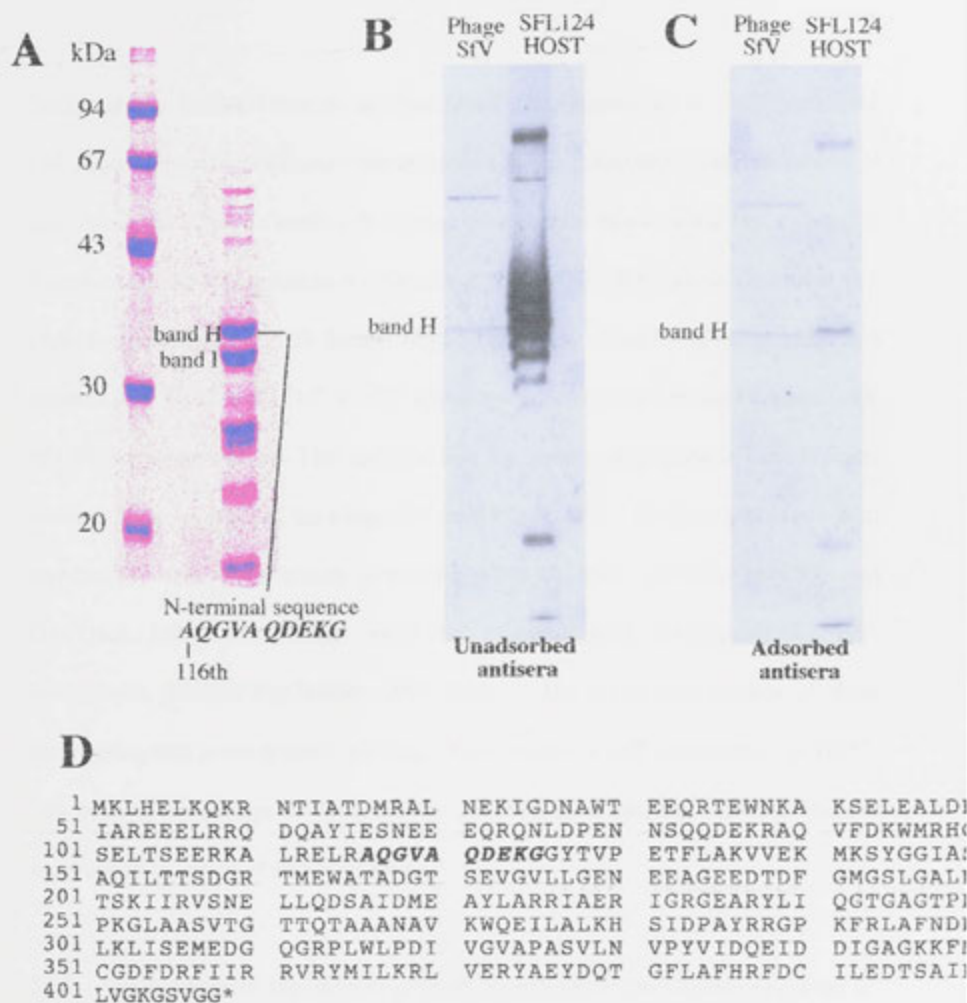 A
kDa
94
67
43
30
20
band H
band I
N-terminal sequence
AQGVA QDEKG
116th
B
Phage SFL124
SfV HOST
band H
Unadsorbed
antisera
C
Phage SFL124
SfV HOST
band H
Adsorbed
antisera
D
1 MKLHELKQKR NTIATDMRAL NEKIGDNAWT EEQRTEWNKA KSELEALD
51 IAREEELRRQ DQAYIESNEE EQRQNLDPEN NSQQDEKRAQ VFDKWMRH
101 SELTSEERKA LRELRAQGVA QDEKGGYTVP ETFLAKVVEK MKSYGGIA
151 AQILTTSDGR TMEWATADGT SEVGVLLGEN EEAGEEDTDF GMGSLGAL
201 TSKIIRVSNE LLQDSAIDME AYLARRIAER IGRGEARYLI QGTGAGTP
251 PKGLAASVTG TTQTAAANAV KWQEILALKH SIDPAYRRGP KFRLAFND
301 LKLISEMEDG QGRPLWLPDI VGVAPASVLN VPYVIDQEID DIGAGKKF
351 CGDFDRFIIR RVRYMILKRL VERYAEYDQT GFLAFHRFDC ILEDTSAI
401 LVGKGSVGG*